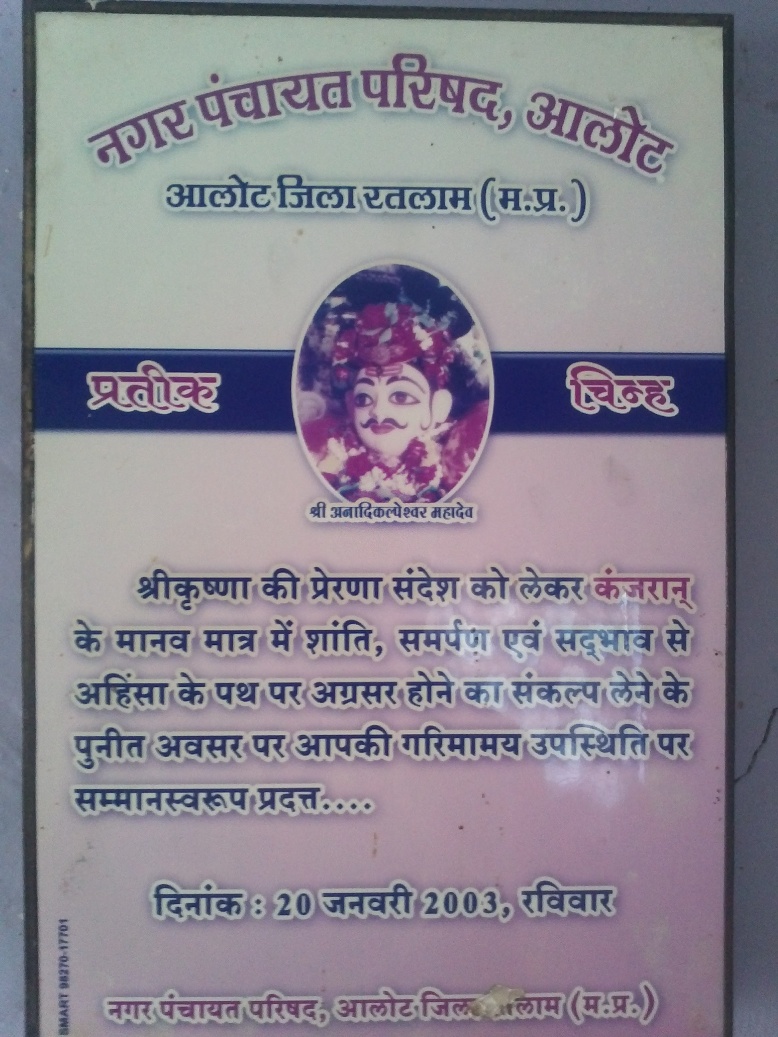 नगर पंचायत परिषद, आलोट
आलोट जिला रतलाम (म.प्र.)
प्रतीक चिन्ह
श्री अनादिकल्पेश्वर महादेव
श्रीकृष्णा की प्रेरणा संदेश को लेकर कंजरान्
के मानव मात्र में शांति, समर्पण एवं सद्भाव से
अहिंसा के पथ पर अग्रसर होने का संकल्प लेने के
पुनीत अवसर पर आपकी गरिमामय उपस्थिति पर
सम्मानस्वरूप प्रदत्त....
दिनांक : 20 जनवरी 2003, रविवार
नगर पंचायत परिषद, आलोट (म.प्र.)
SMART 98270-17701